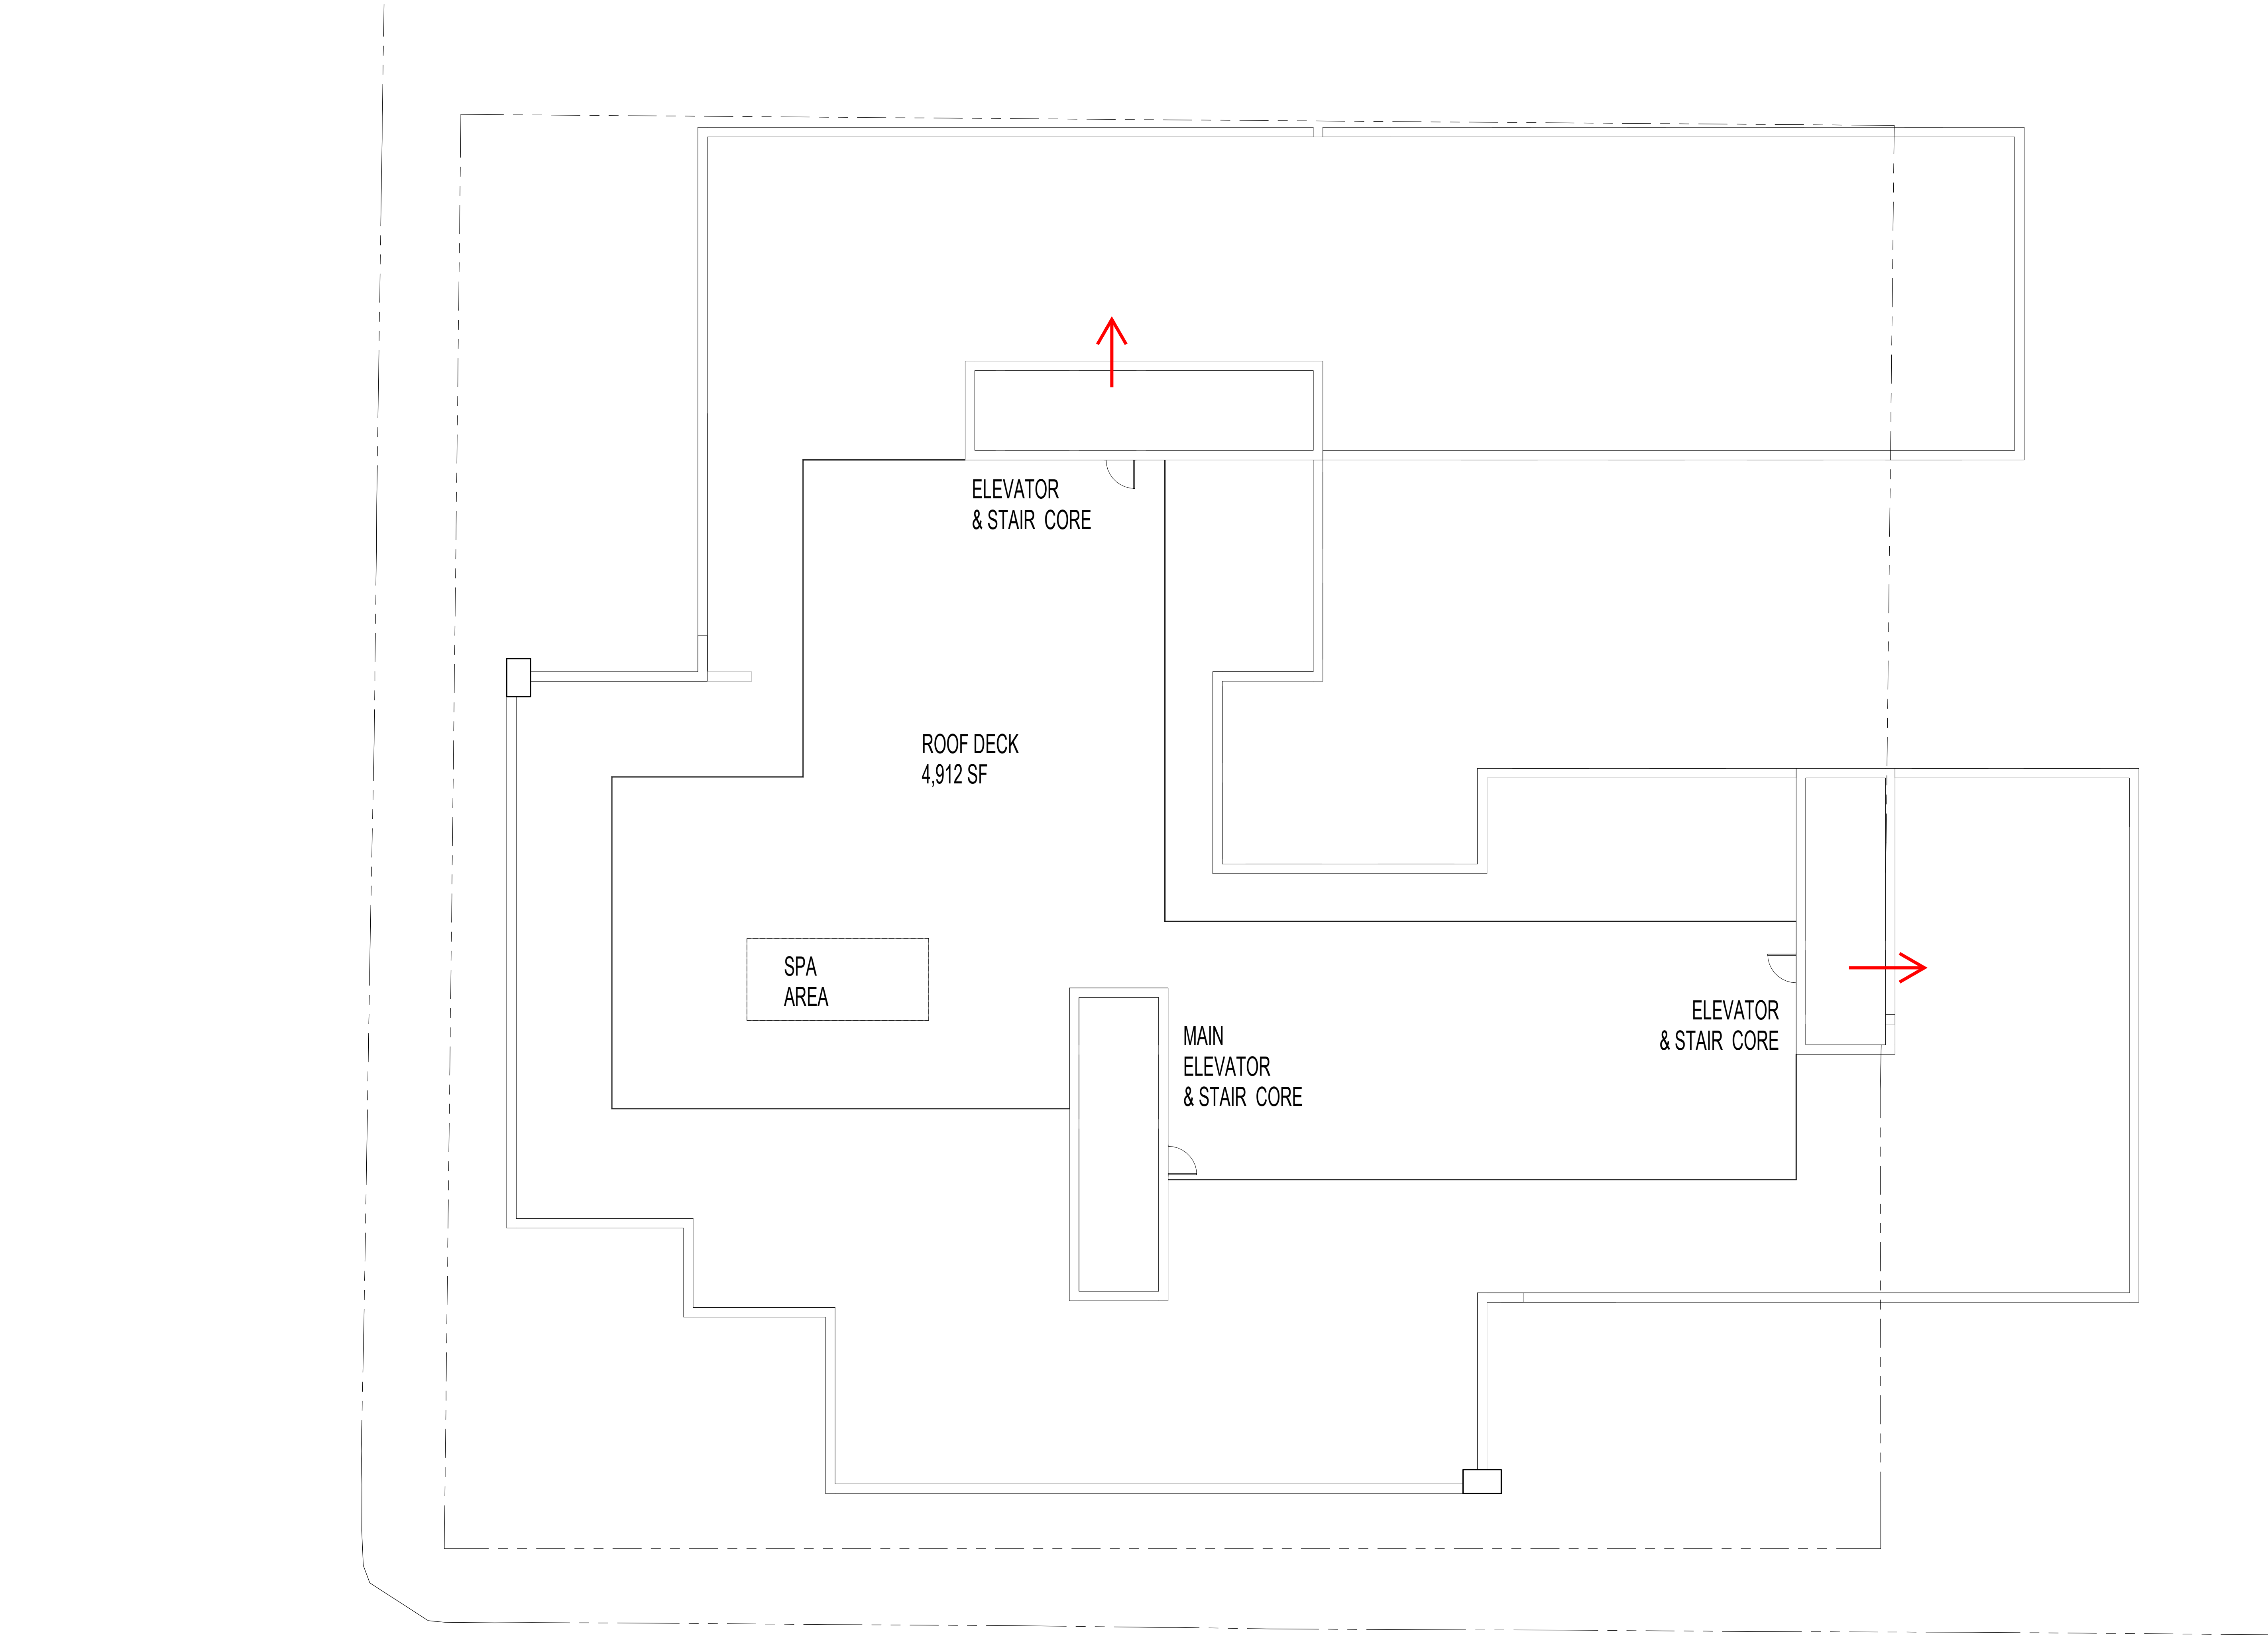 ELEVATOR
& STAIR CORE
ROOF DECK
4,912 SF
SPA
AREA
MAIN
ELEVATOR
& STAIR CORE
ELEVATOR
& STAIR CORE